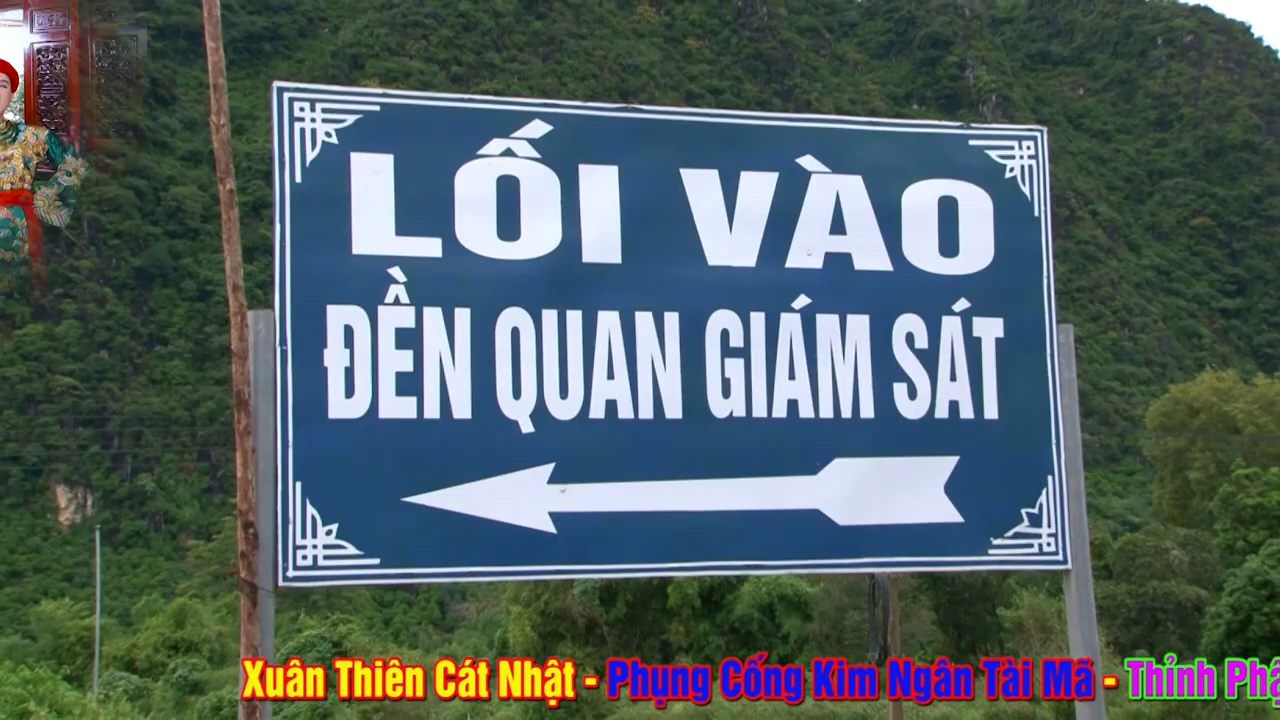 LỐI VÀO
ĐỀN QUAN GIÁM SÁT
Xuân Thiên Cát Nhật - Phụng Cống Kim Ngân Tài Mã - Thỉnh